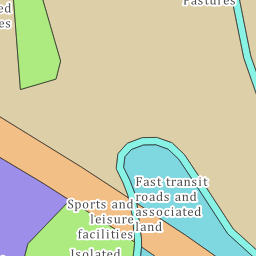 Pastures
Fast transit
roads and
associated
land
Sports and
leisure
facilities
Isolated